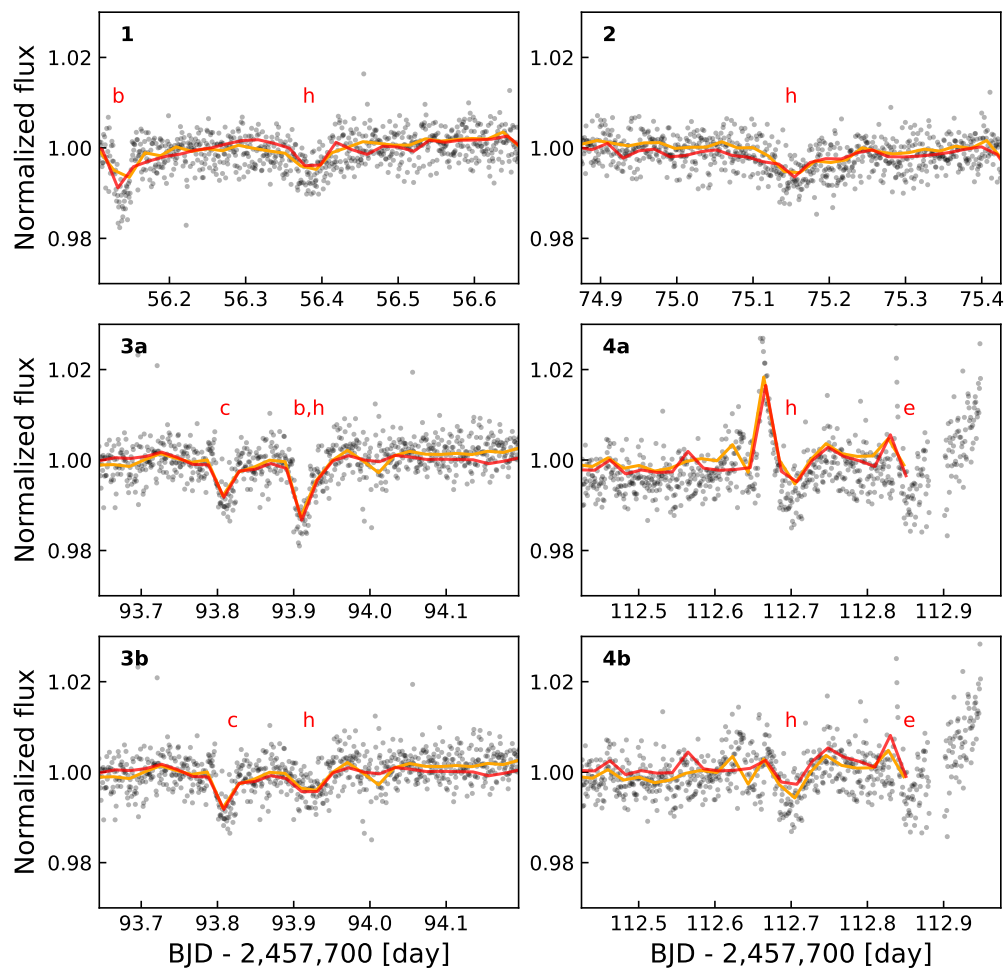 1
2
b
h
h
1.02
1.00
0.98
Normalized flux
56.2 56.3 56.4 56.5 56.6
74.9 75.0 75.1 75.2 75.3 75.4
3a
4a
c
b,h
h
e
1.02
1.00
0.98
1.02
1.00
0.98
Normalized flux
93.7 93.8 93.9 94.0 94.1
112.5 112.6 112.7 112.8 112.9
3b
4b
c
h
h
e
1.02
1.00
0.98
1.02
1.00
0.98
Normalized flux
93.7 93.8 93.9 94.0 94.1
112.5 112.6 112.7 112.8 112.9
BJD - 2,457,700 [day]
BJD - 2,457,700 [day]
1.02
1.00
0.98